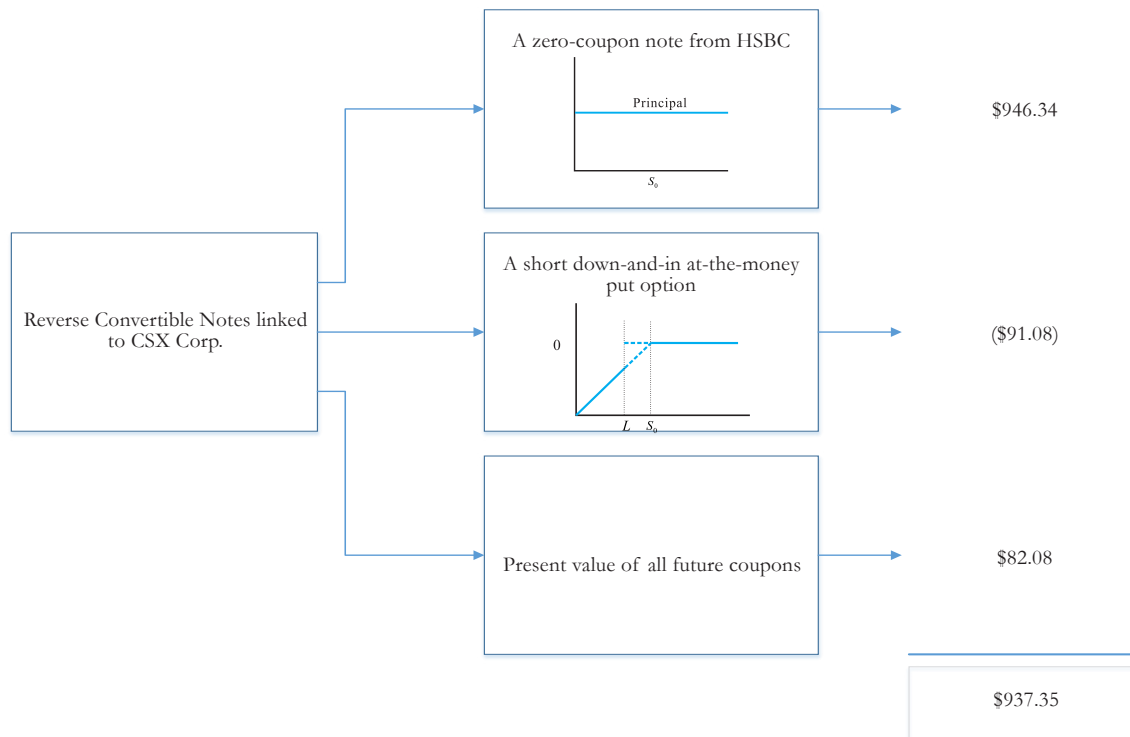 A zero-coupon note from HSBC
Principal
S₀
$946.34
Reverse Convertible Notes linked
to CSX Corp.
A short down-and-in at-the-money
put option
0
L S₀
($91.08)
Present value of all future coupons
$82.08
$937.35